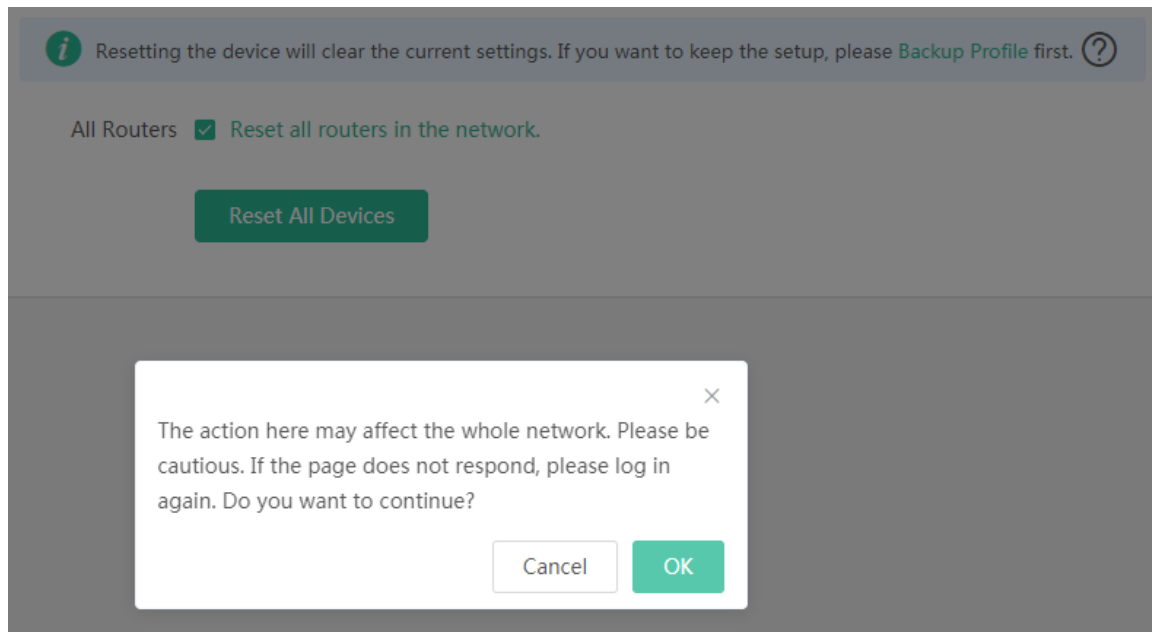 Resetting the device will clear the current settings. If you want to keep the setup, please Backup Profile first.
All Routers Reset all routers in the network.
Reset All Devices
The action here may affect the whole network. Please be
cautious. If the page does not respond, please log in
again. Do you want to continue?
Cancel OK